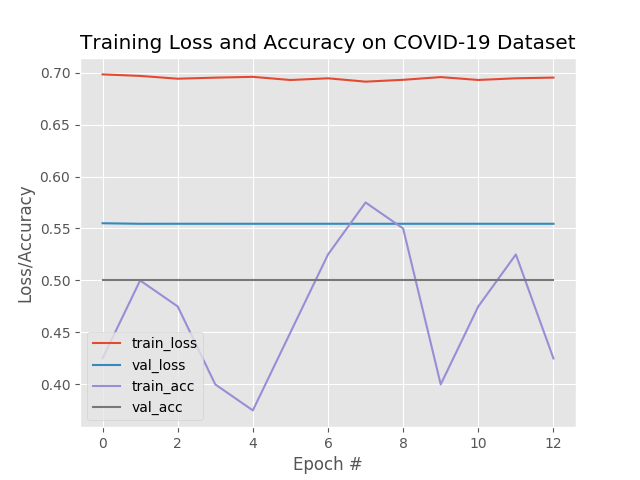 Training Loss and Accuracy on COVID-19 Dataset
0.70
0.65
0.60
0.55
0.50
0.45
0.40
Loss/Accuracy
train_loss
val_loss
train_acc
val_acc
0 2 4 6 8 10 12
Epoch #